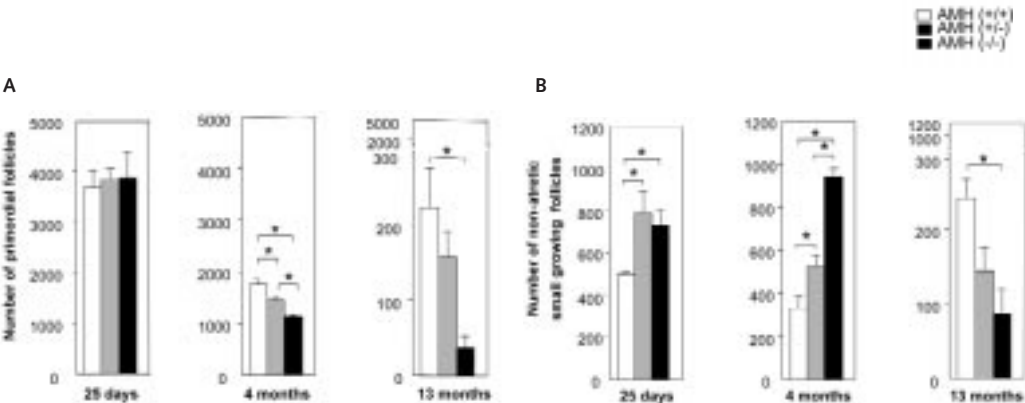 AMH (+/+)
AMH (+/-)
AMH (-/-)
A
B
Number of primordial follicles
5000
4000
3000
2000
1000
0
25 days
5000
4000
3000
2000
1000
0
* * *
4 months
5000
2000
300
200
100
0
*
13 months
Number of non-atretic
small growing follicles
1200
1000
800
600
400
200
0
* *
25 days
1200
1000
800
600
400
200
0
* * *
4 months
1200
1000
300
200
100
0
*
13 months